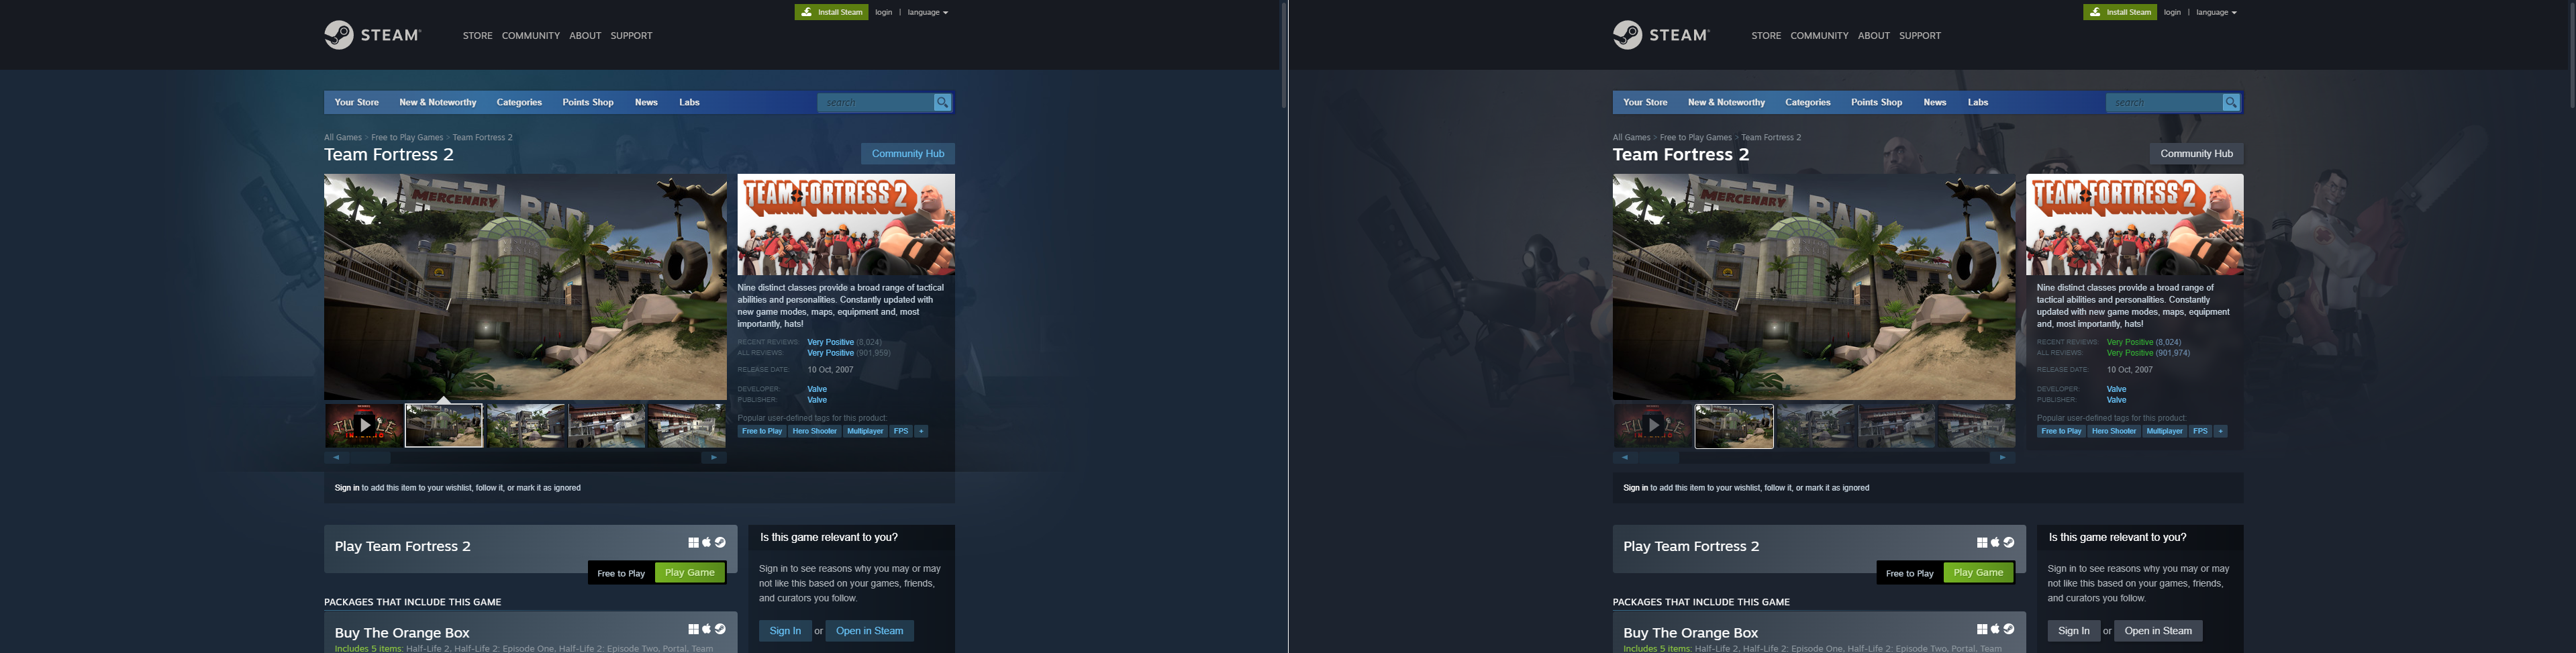 Install Steam login | language
STEAM®
STORE COMMUNITY ABOUT SUPPORT
Your Store New & Noteworthy Categories Points Shop News Labs search
All Games > Free to Play Games > Team Fortress 2
Team Fortress 2
Community Hub
MERCENARY
TEAM FORTRESS 2
Nine distinct classes provide a broad range of tactical
abilities and personalities. Constantly updated with
new game modes, maps, equipment and, most
importantly, hats!
RECENT REVIEWS: Very Positive (8,024)
ALL REVIEWS: Very Positive (901,959)
RELEASE DATE: 10 Oct, 2007
DEVELOPER: Valve
PUBLISHER: Valve
Popular user-defined tags for this product:
Free to Play Hero Shooter Multiplayer FPS +
Sign in to add this item to your wishlist, follow it, or mark it as ignored
Play Team Fortress 2
Free to Play Play Game
Is this game relevant to you?
Sign in to see reasons why you may or may
not like this based on your games, friends,
and curators you follow.
Sign In or Open in Steam
PACKAGES THAT INCLUDE THIS GAME
Buy The Orange Box
Includes 5 items: Half-Life 2, Half-Life 2: Episode One, Half-Life 2: Episode Two, Portal, Team
Install Steam login | language
STEAM®
STORE COMMUNITY ABOUT SUPPORT
Your Store New & Noteworthy Categories Points Shop News Labs search
All Games > Free to Play Games > Team Fortress 2
Team Fortress 2
Community Hub
MERCENARY
TEAM FORTRESS 2
Nine distinct classes provide a broad range of
tactical abilities and personalities. Constantly
updated with new game modes, maps, equipment
and, most importantly, hats!
RECENT REVIEWS: Very Positive (8,024)
ALL REVIEWS: Very Positive (901,974)
RELEASE DATE: 10 Oct, 2007
DEVELOPER: Valve
PUBLISHER: Valve
Popular user-defined tags for this product:
Free to Play Hero Shooter Multiplayer FPS +
Sign in to add this item to your wishlist, follow it, or mark it as ignored
Play Team Fortress 2
Free to Play Play Game
Is this game relevant to you?
Sign in to see reasons why you may or may
not like this based on your games, friends,
and curators you follow.
Sign In or Open in Steam
PACKAGES THAT INCLUDE THIS GAME
Buy The Orange Box
Includes 5 items: Half-Life 2, Half-Life 2: Episode One, Half-Life 2: Episode Two, Portal, Team